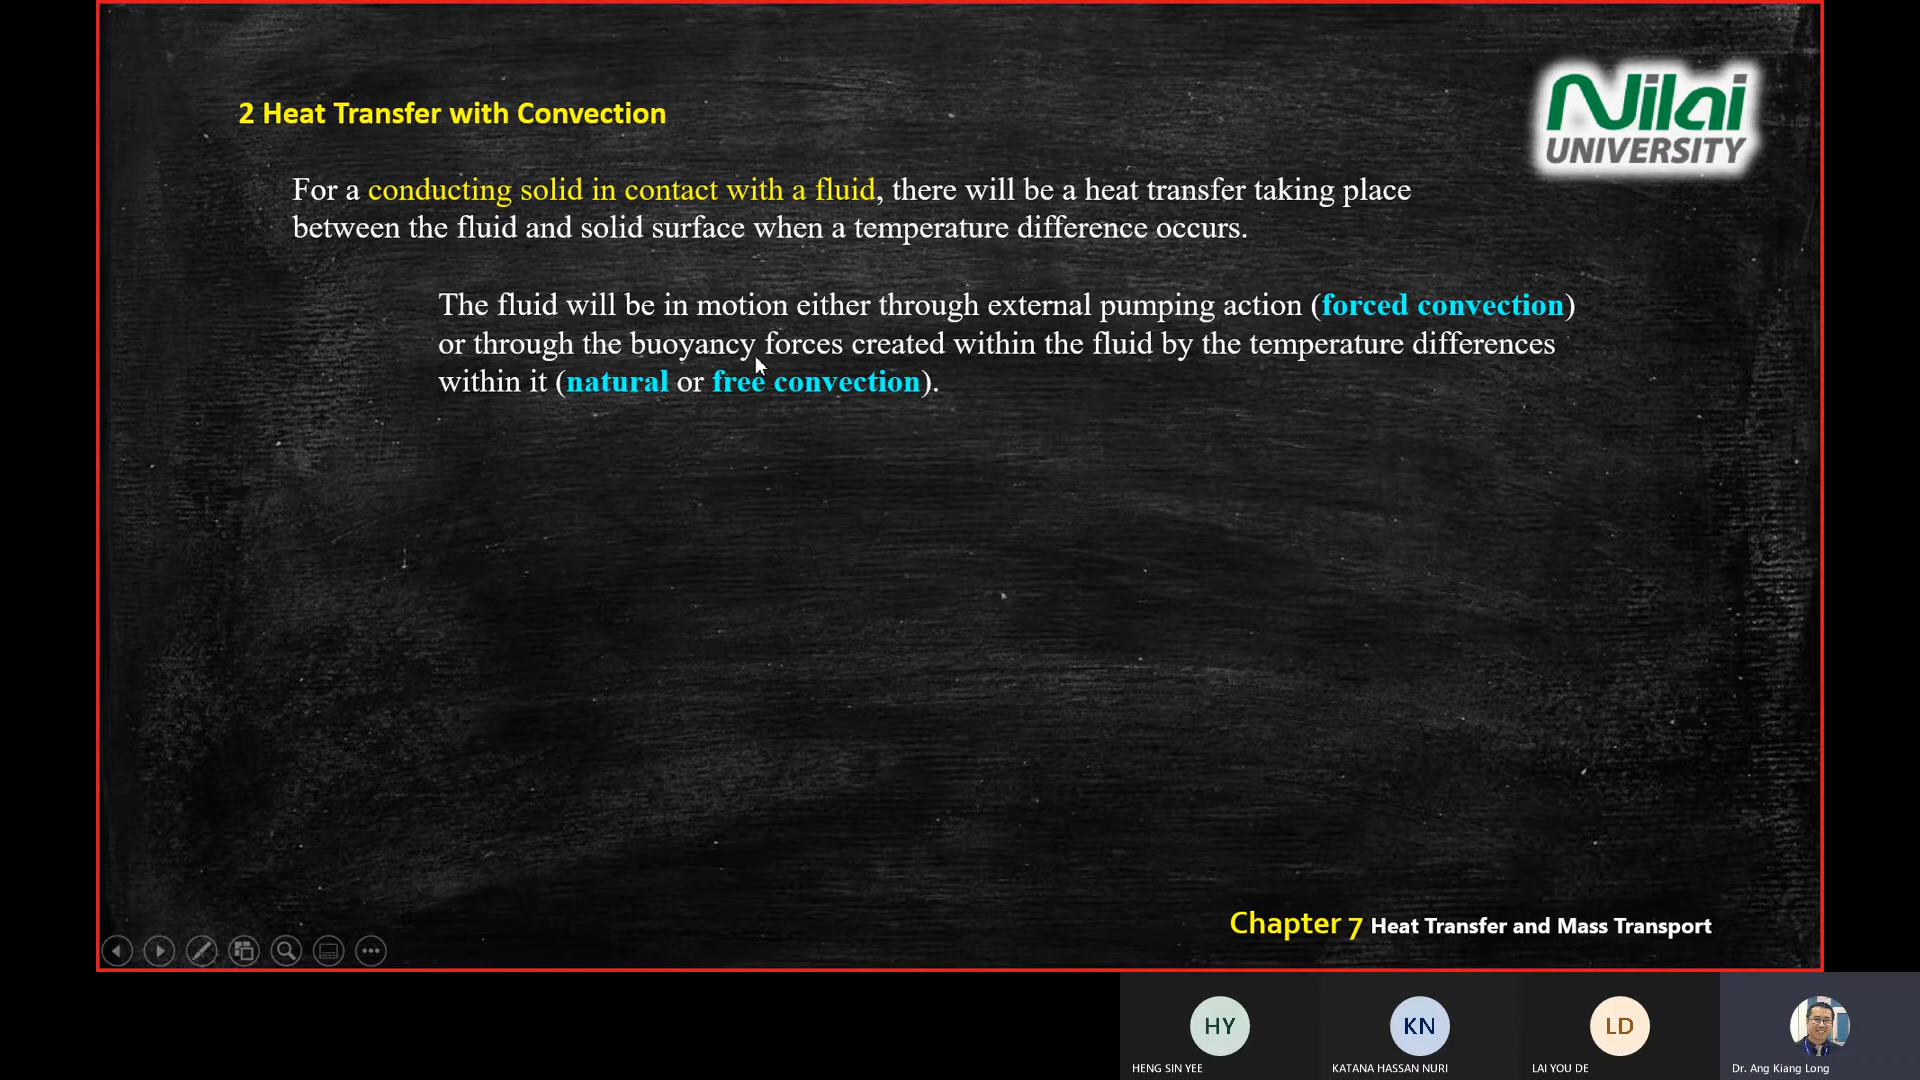 2 Heat Transfer with Convection
Nilai
UNIVERSITY
For a conducting solid in contact with a fluid, there will be a heat transfer taking place
between the fluid and solid surface when a temperature difference occurs.
The fluid will be in motion either through external pumping action (forced convection)
or through the buoyancy forces created within the fluid by the temperature differences
within it (natural or free convection).
Chapter 7 Heat Transfer and Mass Transport
HY
KN
LD
HENG SIN YEE
KATANA HASSAN NURI
LAI YOU DE
Dr. Ang Kiang Long